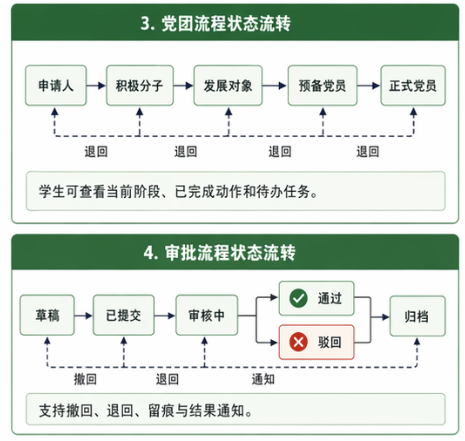 3. 党团流程状态流转
申请人
积极分子
发展对象
预备党员
正式党员
退回
退回
退回
退回
学生可查看当前阶段、已完成动作和待办任务。
4. 审批流程状态流转
草稿
已提交
审核中
通过
驳回
归档
撤回
退回
通知
支持撤回、退回、留痕与结果通知。